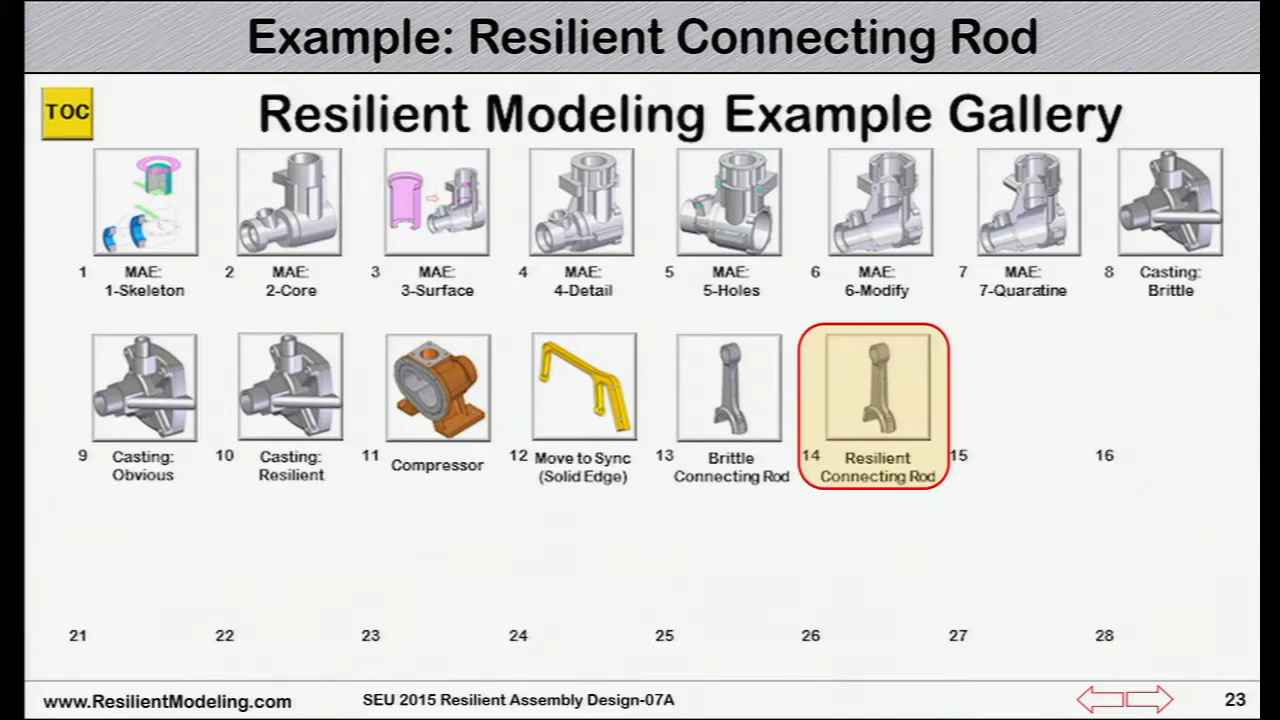 Example: Resilient Connecting Rod
TOC
Resilient Modeling Example Gallery
1 MAE: 1-Skeleton
2 MAE: 2-Core
3 MAE: 3-Surface
4 MAE: 4-Detail
5 MAE: 5-Holes
6 MAE: 6-Modify
7 MAE: 7-Quaratine
8 Casting: Brittle
9 Casting: Obvious
10 Casting: Resilient
11 Compressor
12 Move to Sync (Solid Edge)
13 Brittle Connecting Rod
14 Resilient Connecting Rod
15
16
21 22 23 24 25 26 27 28
www.ResilientModeling.com SEU 2015 Resilient Assembly Design-07A 23